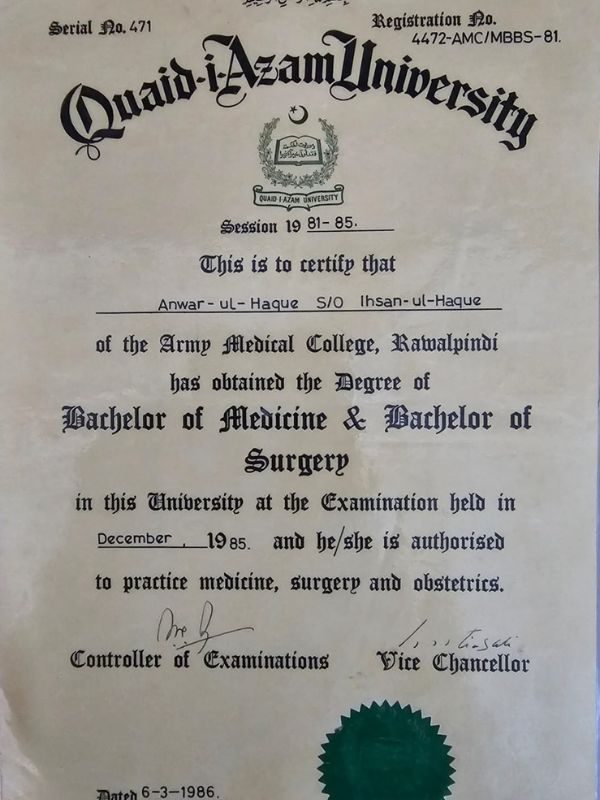 Serial No. 471
Registration No.
4472-AMC/MBBS-81.
Quaid-i-Azam University
QUAID-I-AZAM UNIVERSITY
Session 1981-85.
This is to certify that
Anwar-ul-Haque S/O Ihsan-ul-Haque
of the Army Medical College, Rawalpindi
has obtained the Degree of
Bachelor of Medicine & Bachelor of
Surgery
in this University at the Examination held in
December, 1985. and he/she is authorised
to practice medicine, surgery and obstetrics.
Controller of Examinations
Vice Chancellor
Dated 6-3-1986.